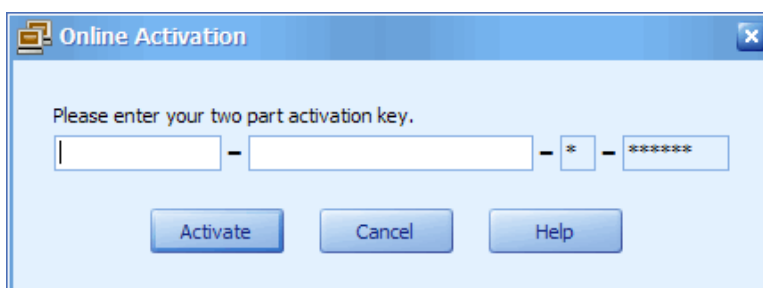 Online Activation
Please enter your two part activation key.
– – * – ******
Activate Cancel Help